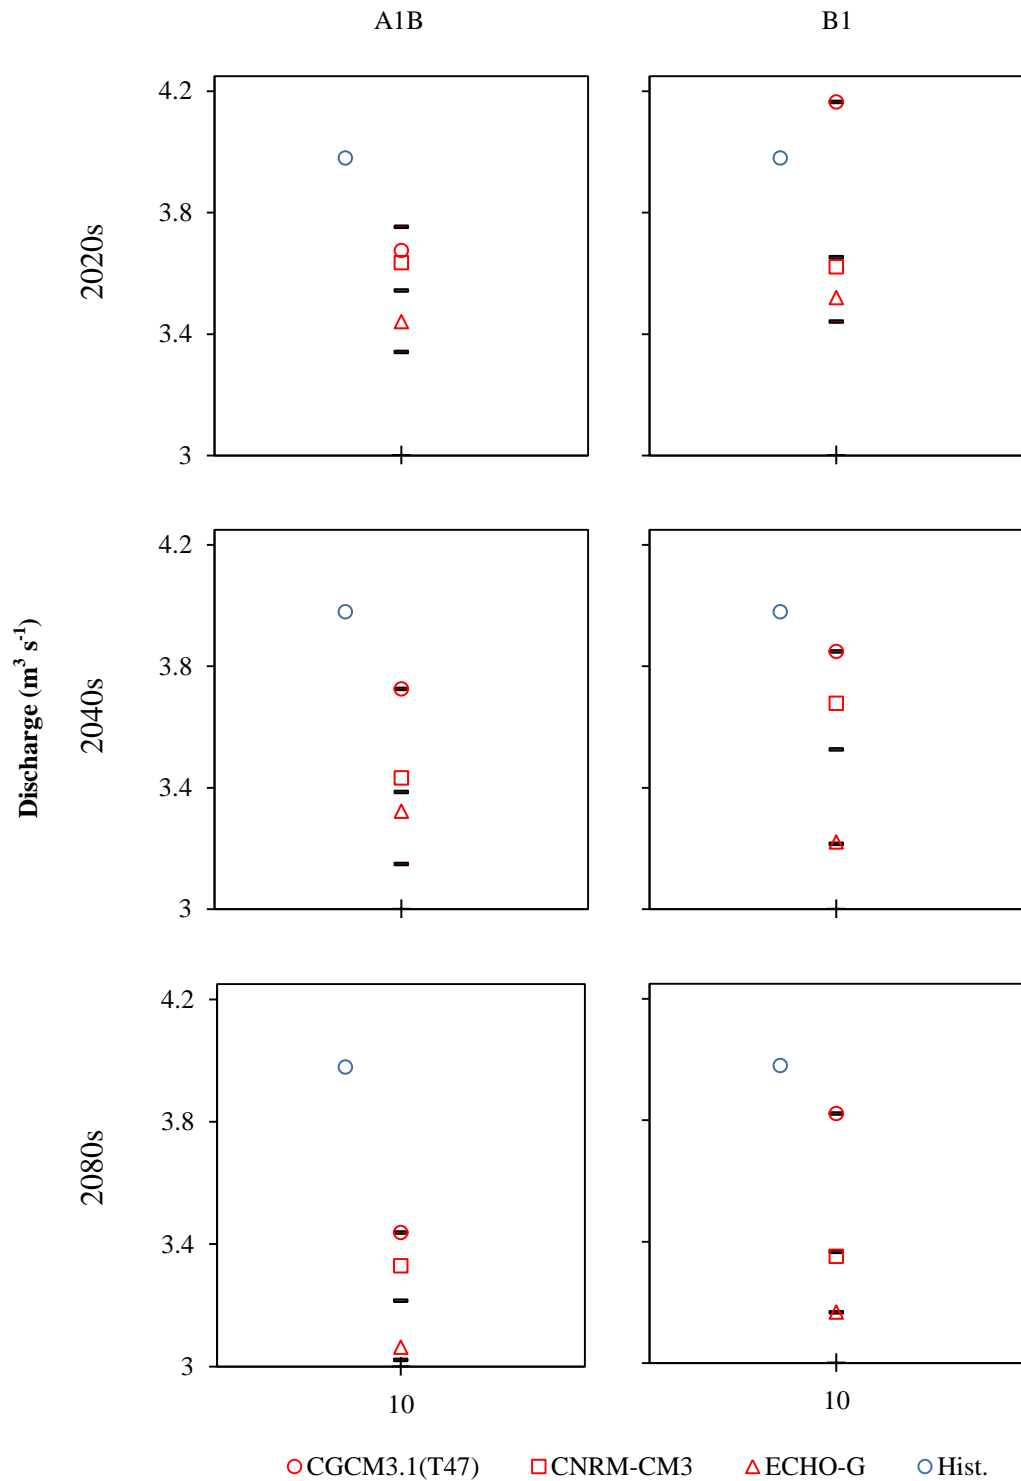 A1B B1
4.2
3.8
3.4
3
2020s
4.2
3.8
3.4
3
2040s
Discharge (m³ s⁻¹)
4.2
3.8
3.4
3
2080s
10 10
CGCM3.1(T47) CNRM-CM3 ECHO-G Hist.